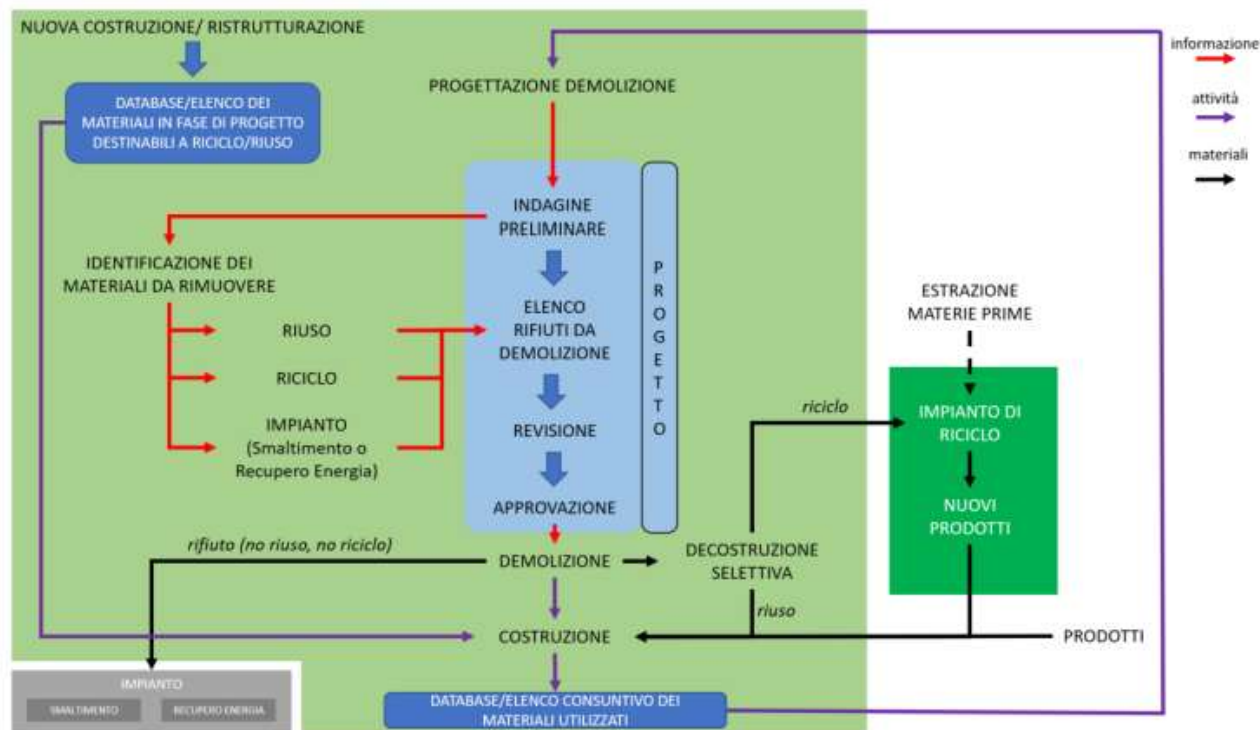 NUOVA COSTRUZIONE/ RISTRUTTURAZIONE
DATABASE/ELENCO DEI
MATERIALI IN FASE DI PROGETTO
DESTINABILI A RICICLO/RIUSO
PROGETTAZIONE DEMOLIZIONE
informazione
attività
materiali
INDAGINE
PRELIMINARE
IDENTIFICAZIONE DEI
MATERIALI DA RIMUOVERE
RIUSO
RICICLO
IMPIANTO
(Smaltimento o
Recupero Energia)
ELENCO
RIFIUTI DA
DEMOLIZIONE
REVISIONE
APPROVAZIONE
PROGETTO
ESTRAZIONE
MATERIE PRIME
riciclo
IMPIANTO DI
RICICLO
NUOVI
PRODOTTI
rifiuto (no riuso, no riciclo)
DEMOLIZIONE
DECOSTRUZIONE
SELETTIVA
riuso
COSTRUZIONE
PRODOTTI
IMPIANTO
SMALTIMENTO
RECUPERO ENERGIA
DATABASE/ELENCO CONSUNTIVO DEI
MATERIALI UTILIZZATI